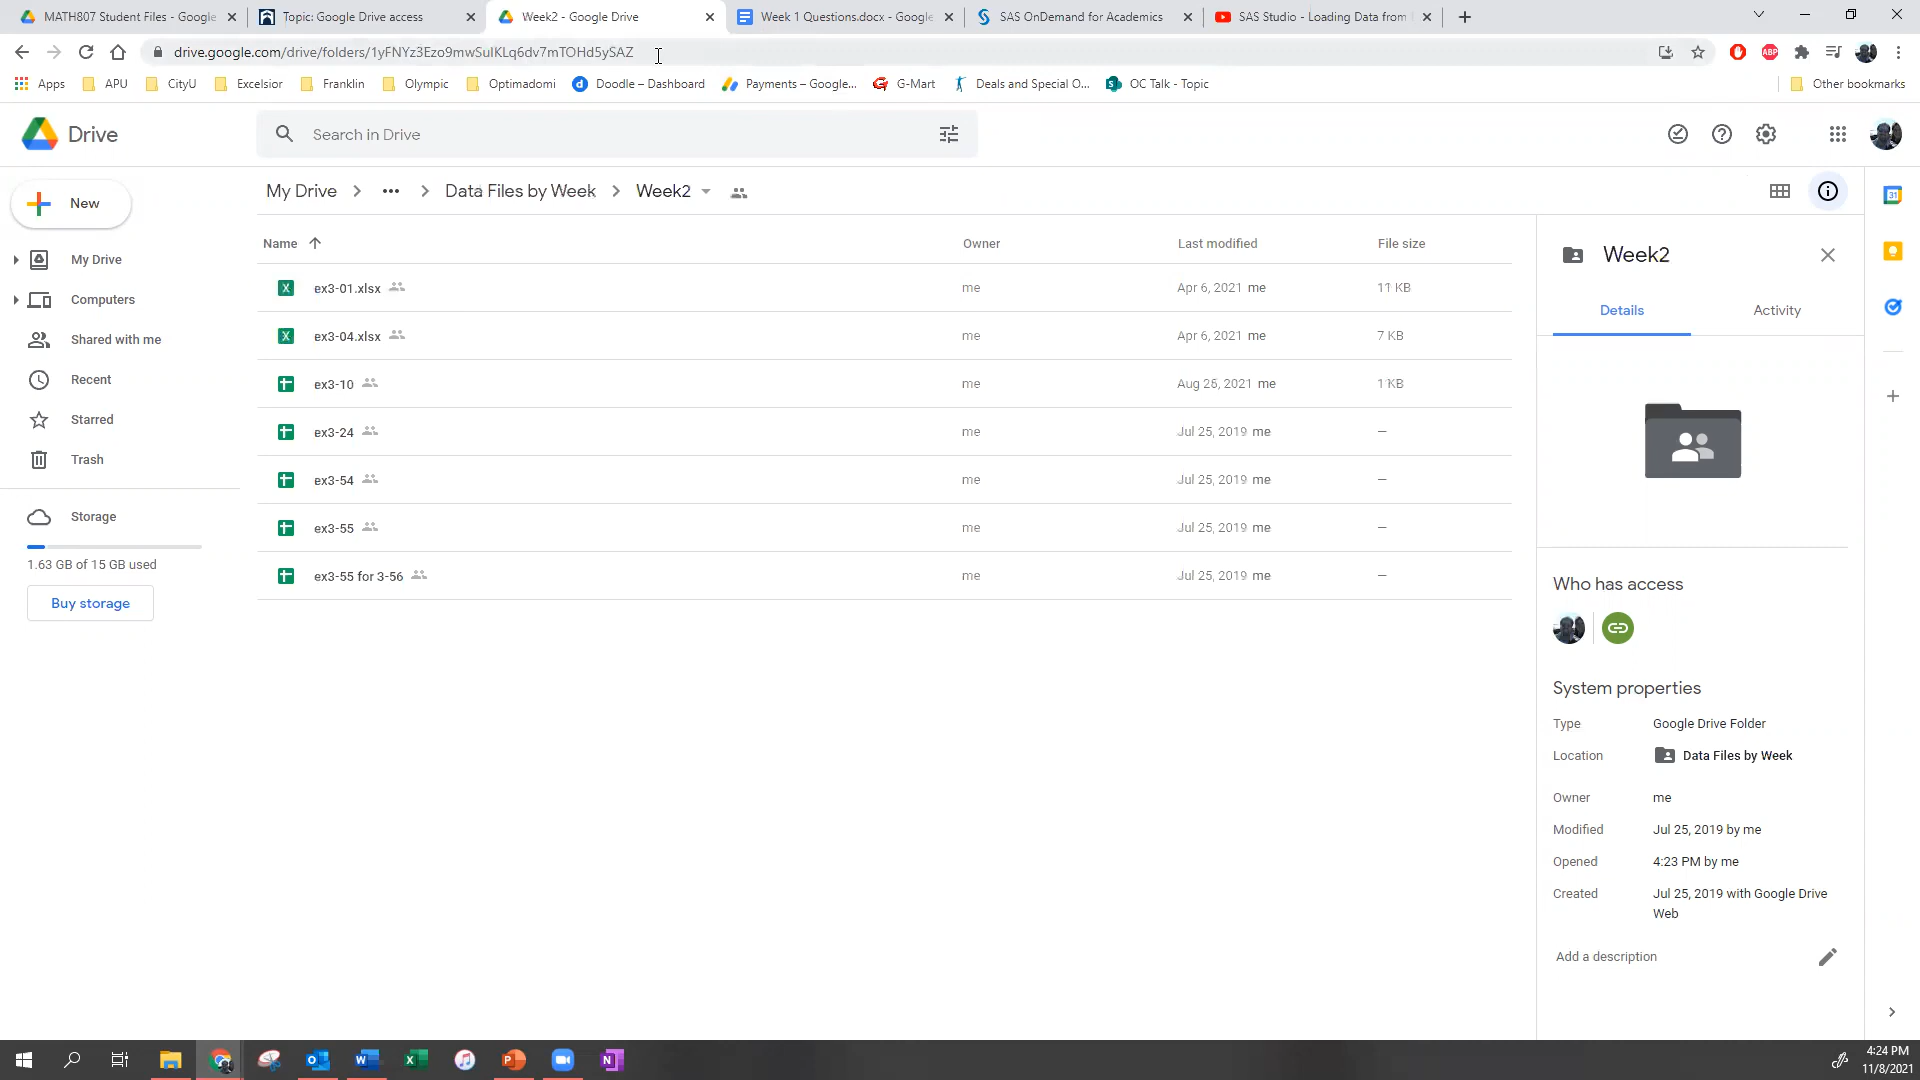 MATH807 Student Files - Google
Topic: Google Drive access
Week2 - Google Drive
Week 1 Questions.docx - Google
SAS OnDemand for Academics
SAS Studio - Loading Data from
drive.google.com/drive/folders/1yFNYz3Ezo9mwSuIKLq6dv7mTOHd5ySAZ
ABP
Apps
APU
CityU
Excelsior
Franklin
Olympic
Optimadomi
Doodle – Dashboard
Payments – Google...
G-Mart
Deals and Special O...
OC Talk - Topic
Other bookmarks
Drive
Search in Drive
New
My Drive
Computers
Shared with me
Recent
Starred
Trash
Storage
1.63 GB of 15 GB used
Buy storage
My Drive > ... > Data Files by Week > Week2
Name Owner Last modified File size
ex3-01.xlsx me Apr 6, 2021 me 11 KB
ex3-04.xlsx me Apr 6, 2021 me 7 KB
ex3-10 me Aug 26, 2021 me 1 KB
ex3-24 me Jul 25, 2019 me —
ex3-54 me Jul 25, 2019 me —
ex3-55 me Jul 25, 2019 me —
ex3-55 for 3-56 me Jul 25, 2019 me —
Week2
Details Activity
Who has access
System properties
Type Google Drive Folder
Location Data Files by Week
Owner me
Modified Jul 25, 2019 by me
Opened 4:23 PM by me
Created Jul 25, 2019 with Google Drive
Web
Add a description
31
4:24 PM
11/8/2021